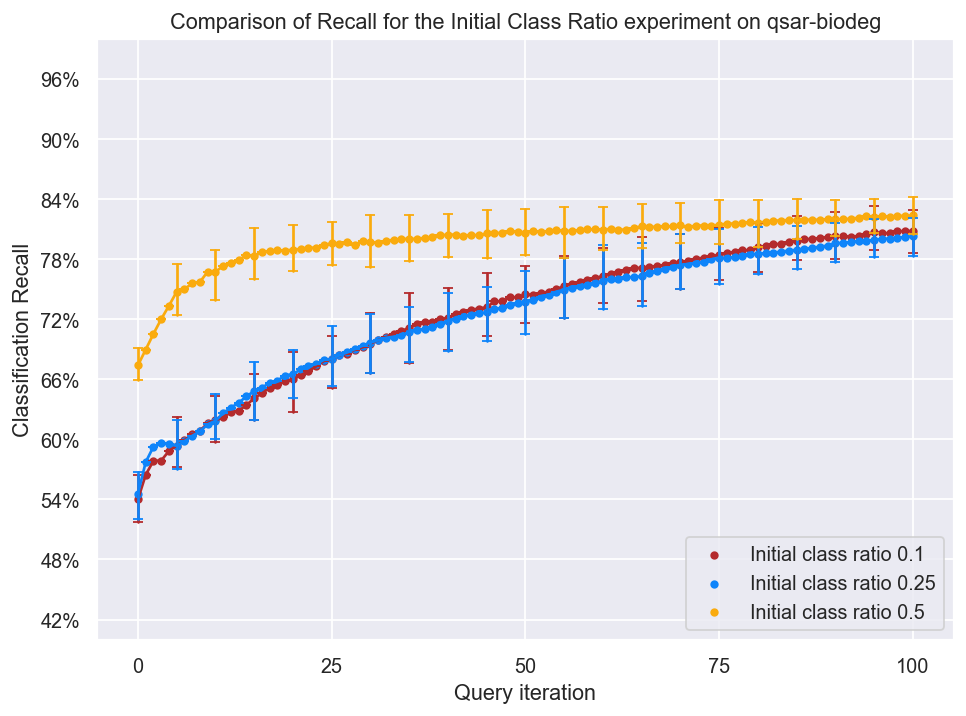 Comparison of Recall for the Initial Class Ratio experiment on qsar-biodeg
Classification Recall
96%
90%
84%
78%
72%
66%
60%
54%
48%
42%
Initial class ratio 0.1
Initial class ratio 0.25
Initial class ratio 0.5
0 25 50 75 100
Query iteration